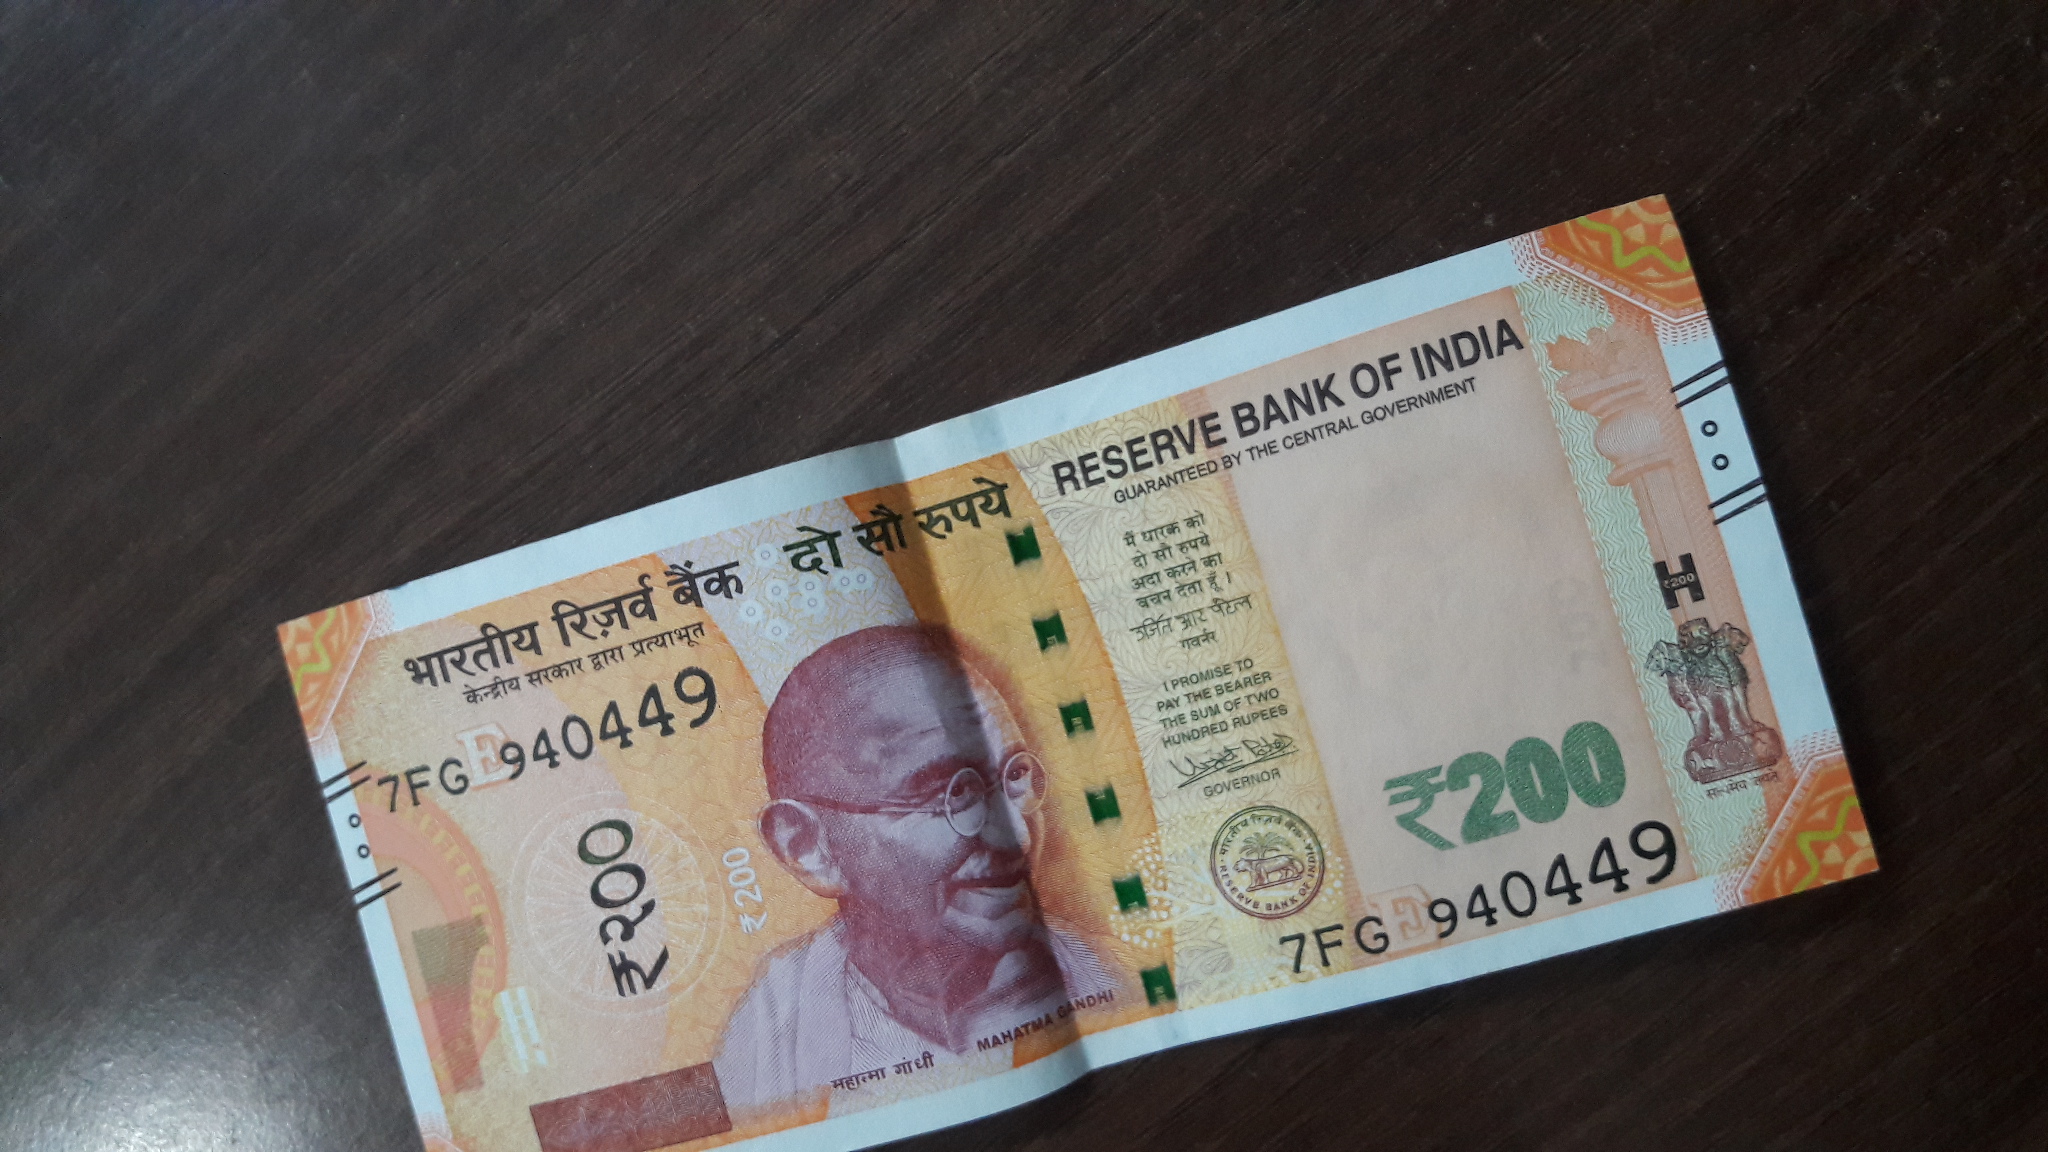 भारतीय रिज़र्व बैंक
केन्द्रीय सरकार द्वारा प्रत्याभूत
दो सौ रुपये
RESERVE BANK OF INDIA
GUARANTEED BY THE CENTRAL GOVERNMENT
7FG 940449
₹२००
₹200
मैं धारक को
दो सौ रुपये
अदा करने का
वचन देता हूँ।
उर्जित आर पटेल
गवर्नर
I PROMISE TO
PAY THE BEARER
THE SUM OF TWO
HUNDRED RUPEES
GOVERNOR
भारतीय रिज़र्व बैंक
RESERVE BANK OF INDIA
महात्मा गांधी
MAHATMA GANDHI
7FG E 940449
₹200
H
₹200
सत्यमेव जयते